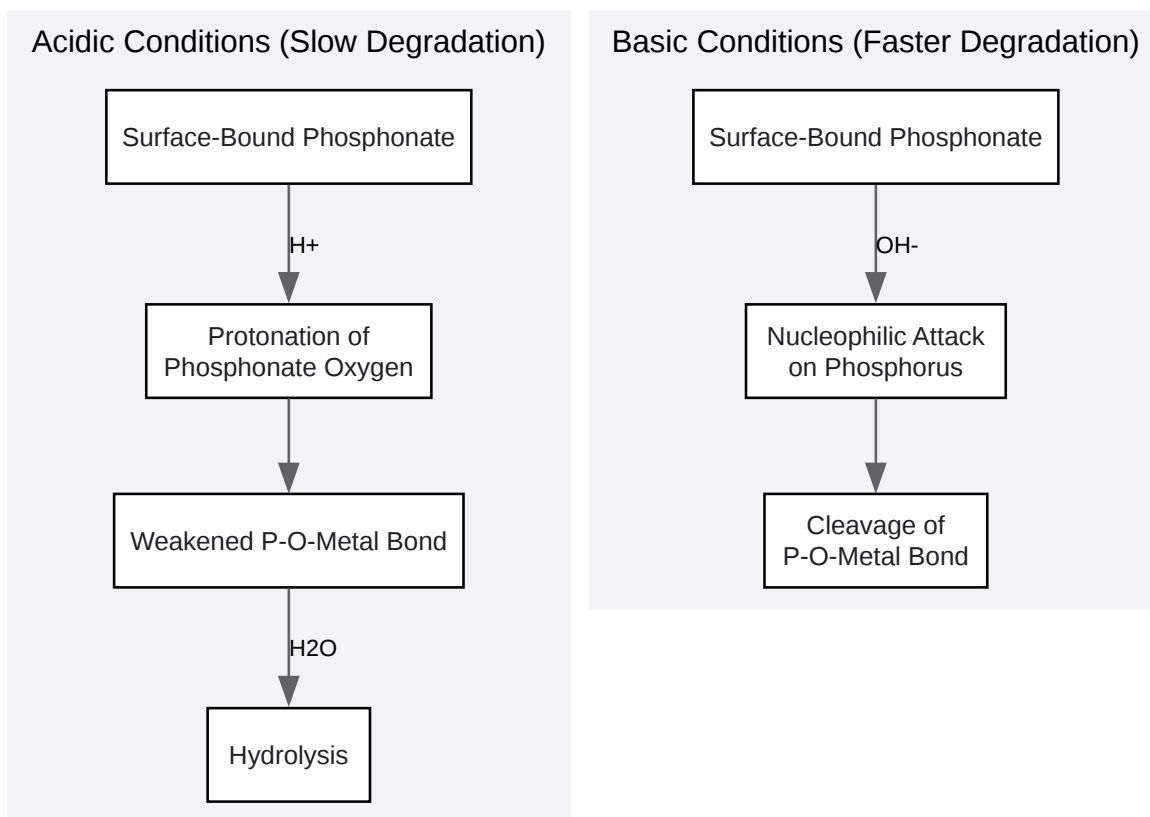 Acidic Conditions (Slow Degradation)
Surface-Bound Phosphonate
H+
Protonation of
Phosphonate Oxygen
Weakened P-O-Metal Bond
H2O
Hydrolysis
Basic Conditions (Faster Degradation)
Surface-Bound Phosphonate
OH-
Nucleophilic Attack
on Phosphorus
Cleavage of
P-O-Metal Bond